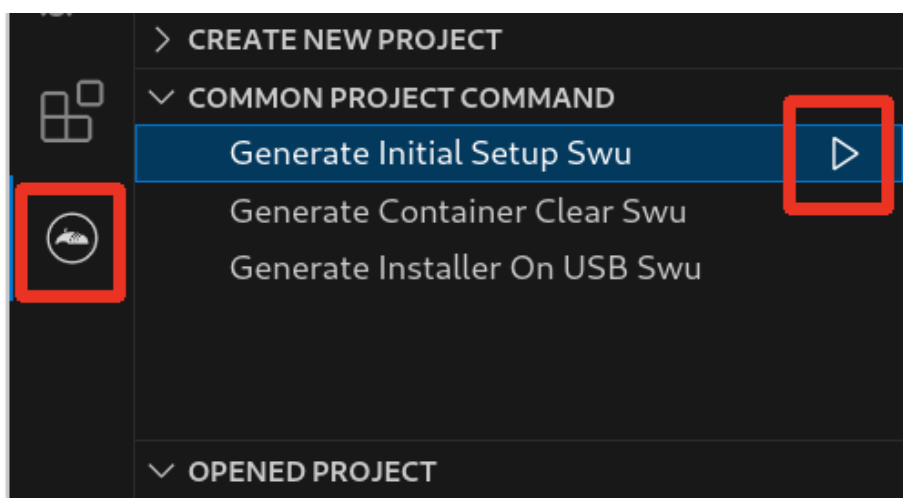 CREATE NEW PROJECT
COMMON PROJECT COMMAND
Generate Initial Setup Swu
Generate Container Clear Swu
Generate Installer On USB Swu
OPENED PROJECT